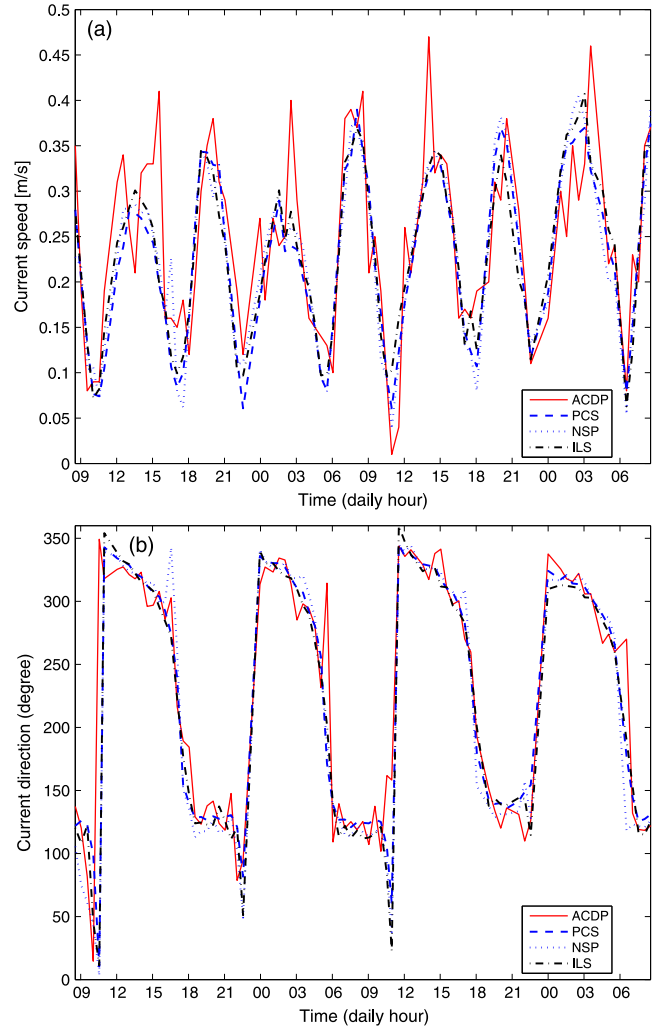 (a)
Current speed [m/s]
0.5
0.45
0.4
0.35
0.3
0.25
0.2
0.15
0.1
0.05
0
09 12 15 18 21 00 03 06 09 12 15 18 21 00 03 06
Time (daily hour)
ACDP
PCS
NSP
ILS
(b)
Current direction (degree)
350
300
250
200
150
100
50
0
09 12 15 18 21 00 03 06 09 12 15 18 21 00 03 06
Time (daily hour)
ACDP
PCS
NSP
ILS